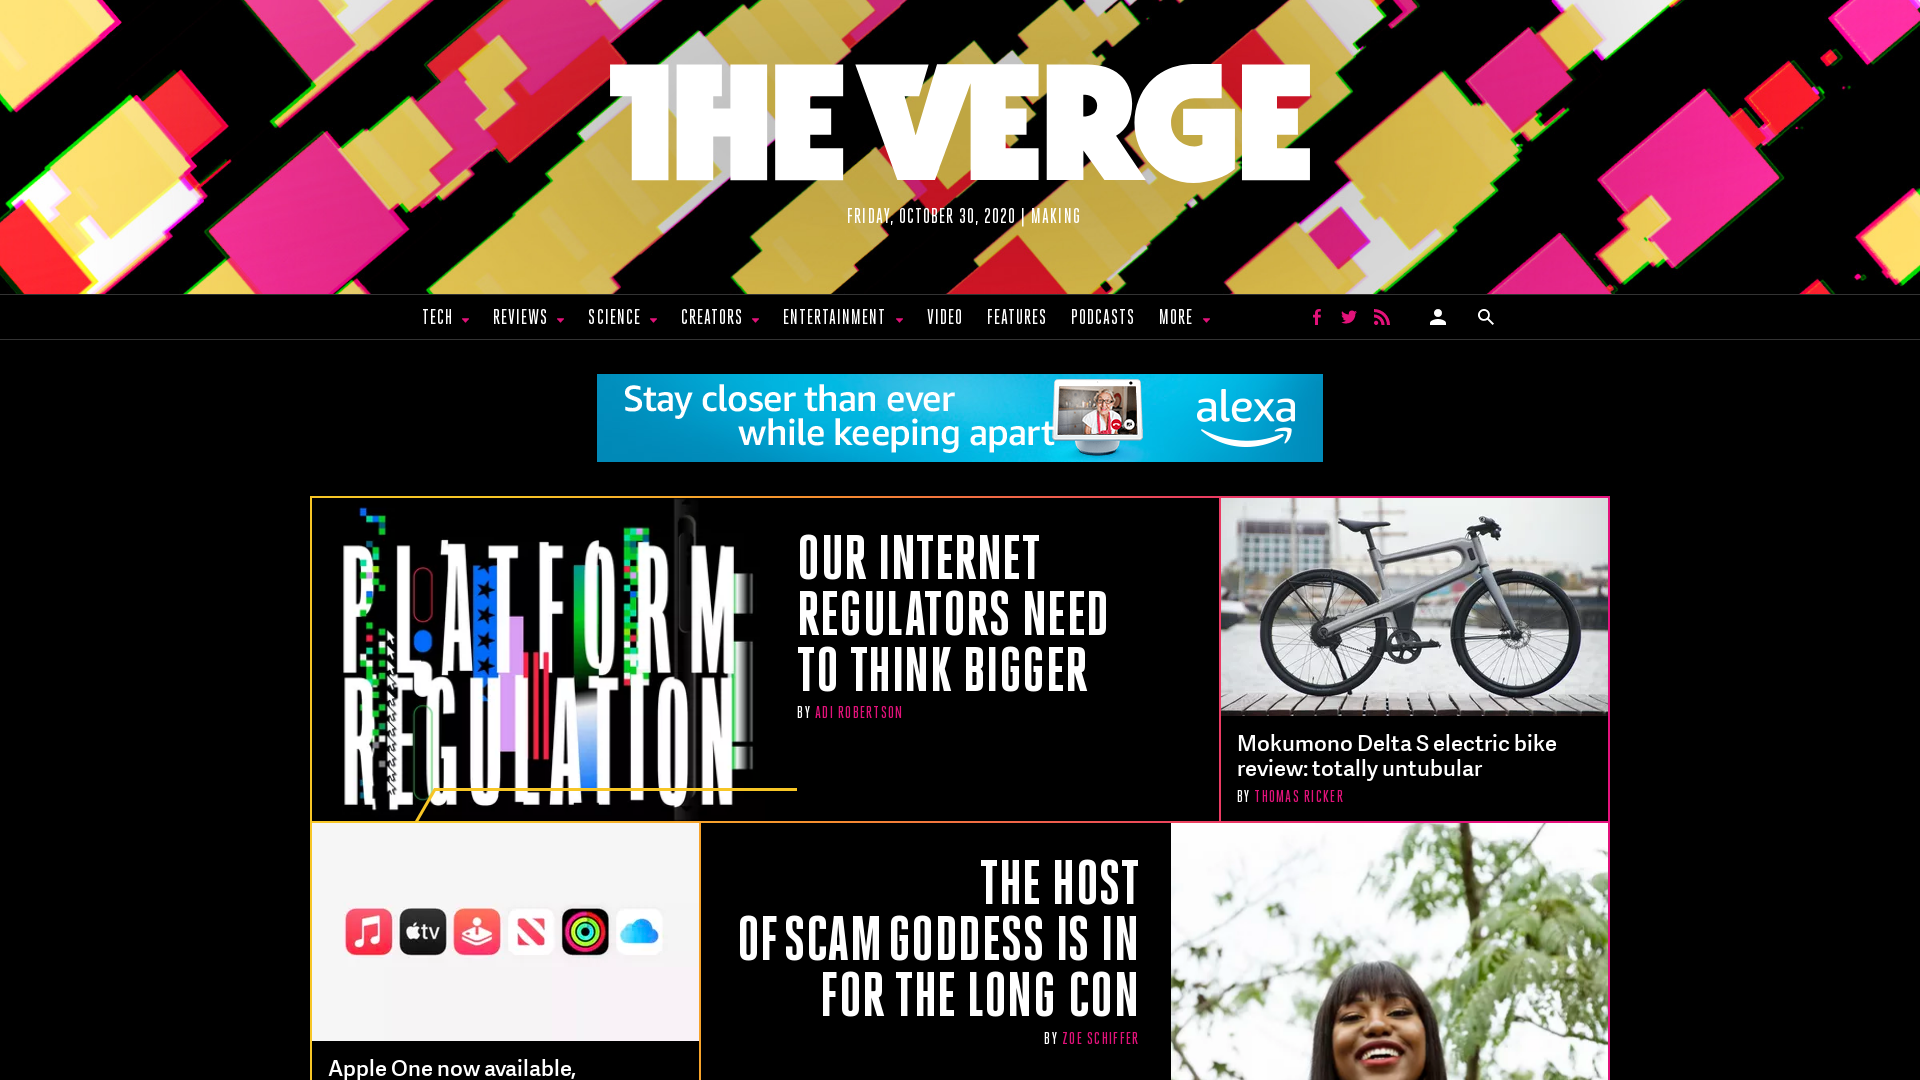 THE VERGE
FRIDAY, OCTOBER 30, 2020 | MAKING
TECH REVIEWS SCIENCE CREATORS ENTERTAINMENT VIDEO FEATURES PODCASTS MORE
Stay closer than ever
while keeping apart
alexa
PLATFORM
REGULATION
OUR INTERNET
REGULATORS NEED
TO THINK BIGGER
BY ADI ROBERTSON
Mokumono Delta S electric bike
review: totally untubular
BY THOMAS RICKER
tv
Apple One now available,
THE HOST
OF SCAM GODDESS IS IN
FOR THE LONG CON
BY ZOE SCHIFFER